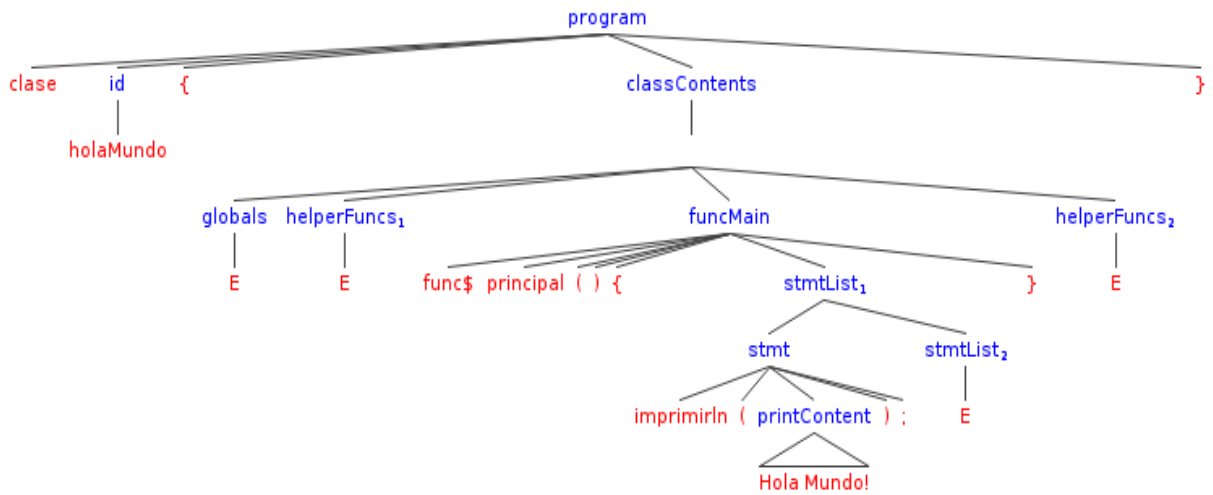 program
clase id { classContents }
holaMundo
globals helperFuncs₁ funcMain helperFuncs₂
E E func$ principal ( ) { stmtList₁ } E
stmt stmtList₂
imprimirln ( printContent ) ; E
Hola Mundo!